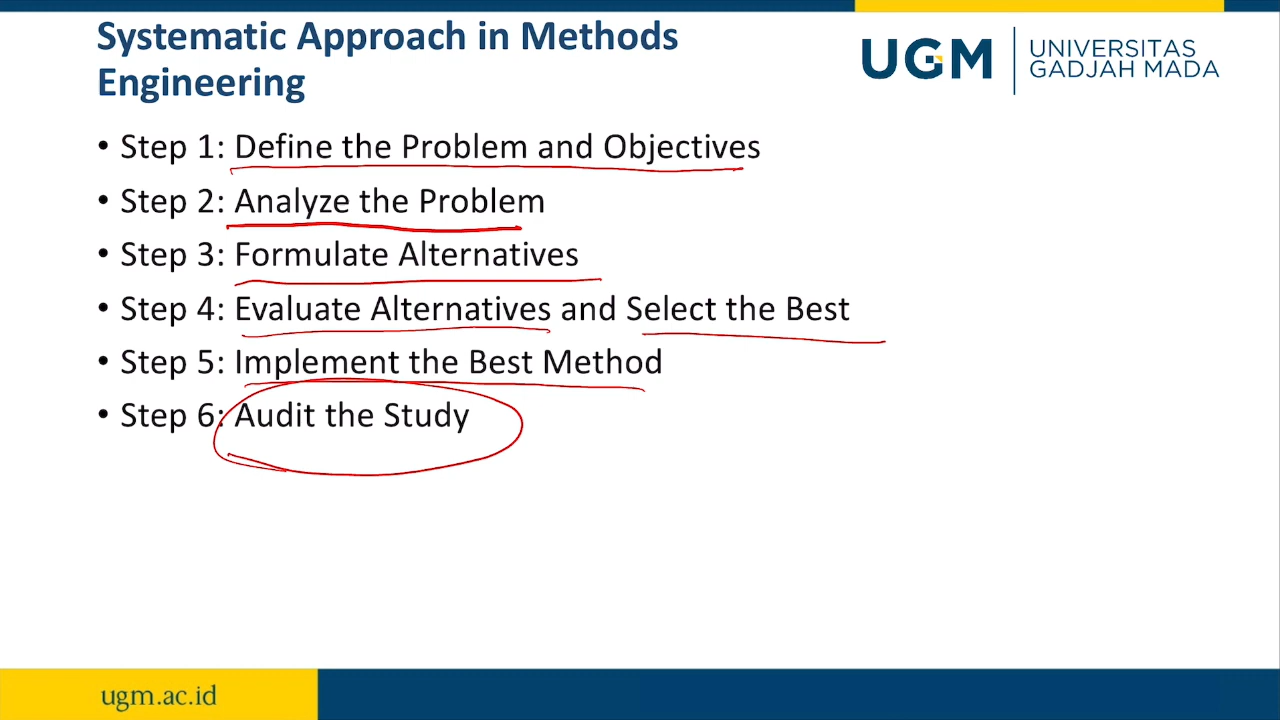 Systematic Approach in Methods
Engineering
UGM
UNIVERSITAS
GADJAH MADA
• Step 1: Define the Problem and Objectives
• Step 2: Analyze the Problem
• Step 3: Formulate Alternatives
• Step 4: Evaluate Alternatives and Select the Best
• Step 5: Implement the Best Method
• Step 6: Audit the Study
ugm.ac.id